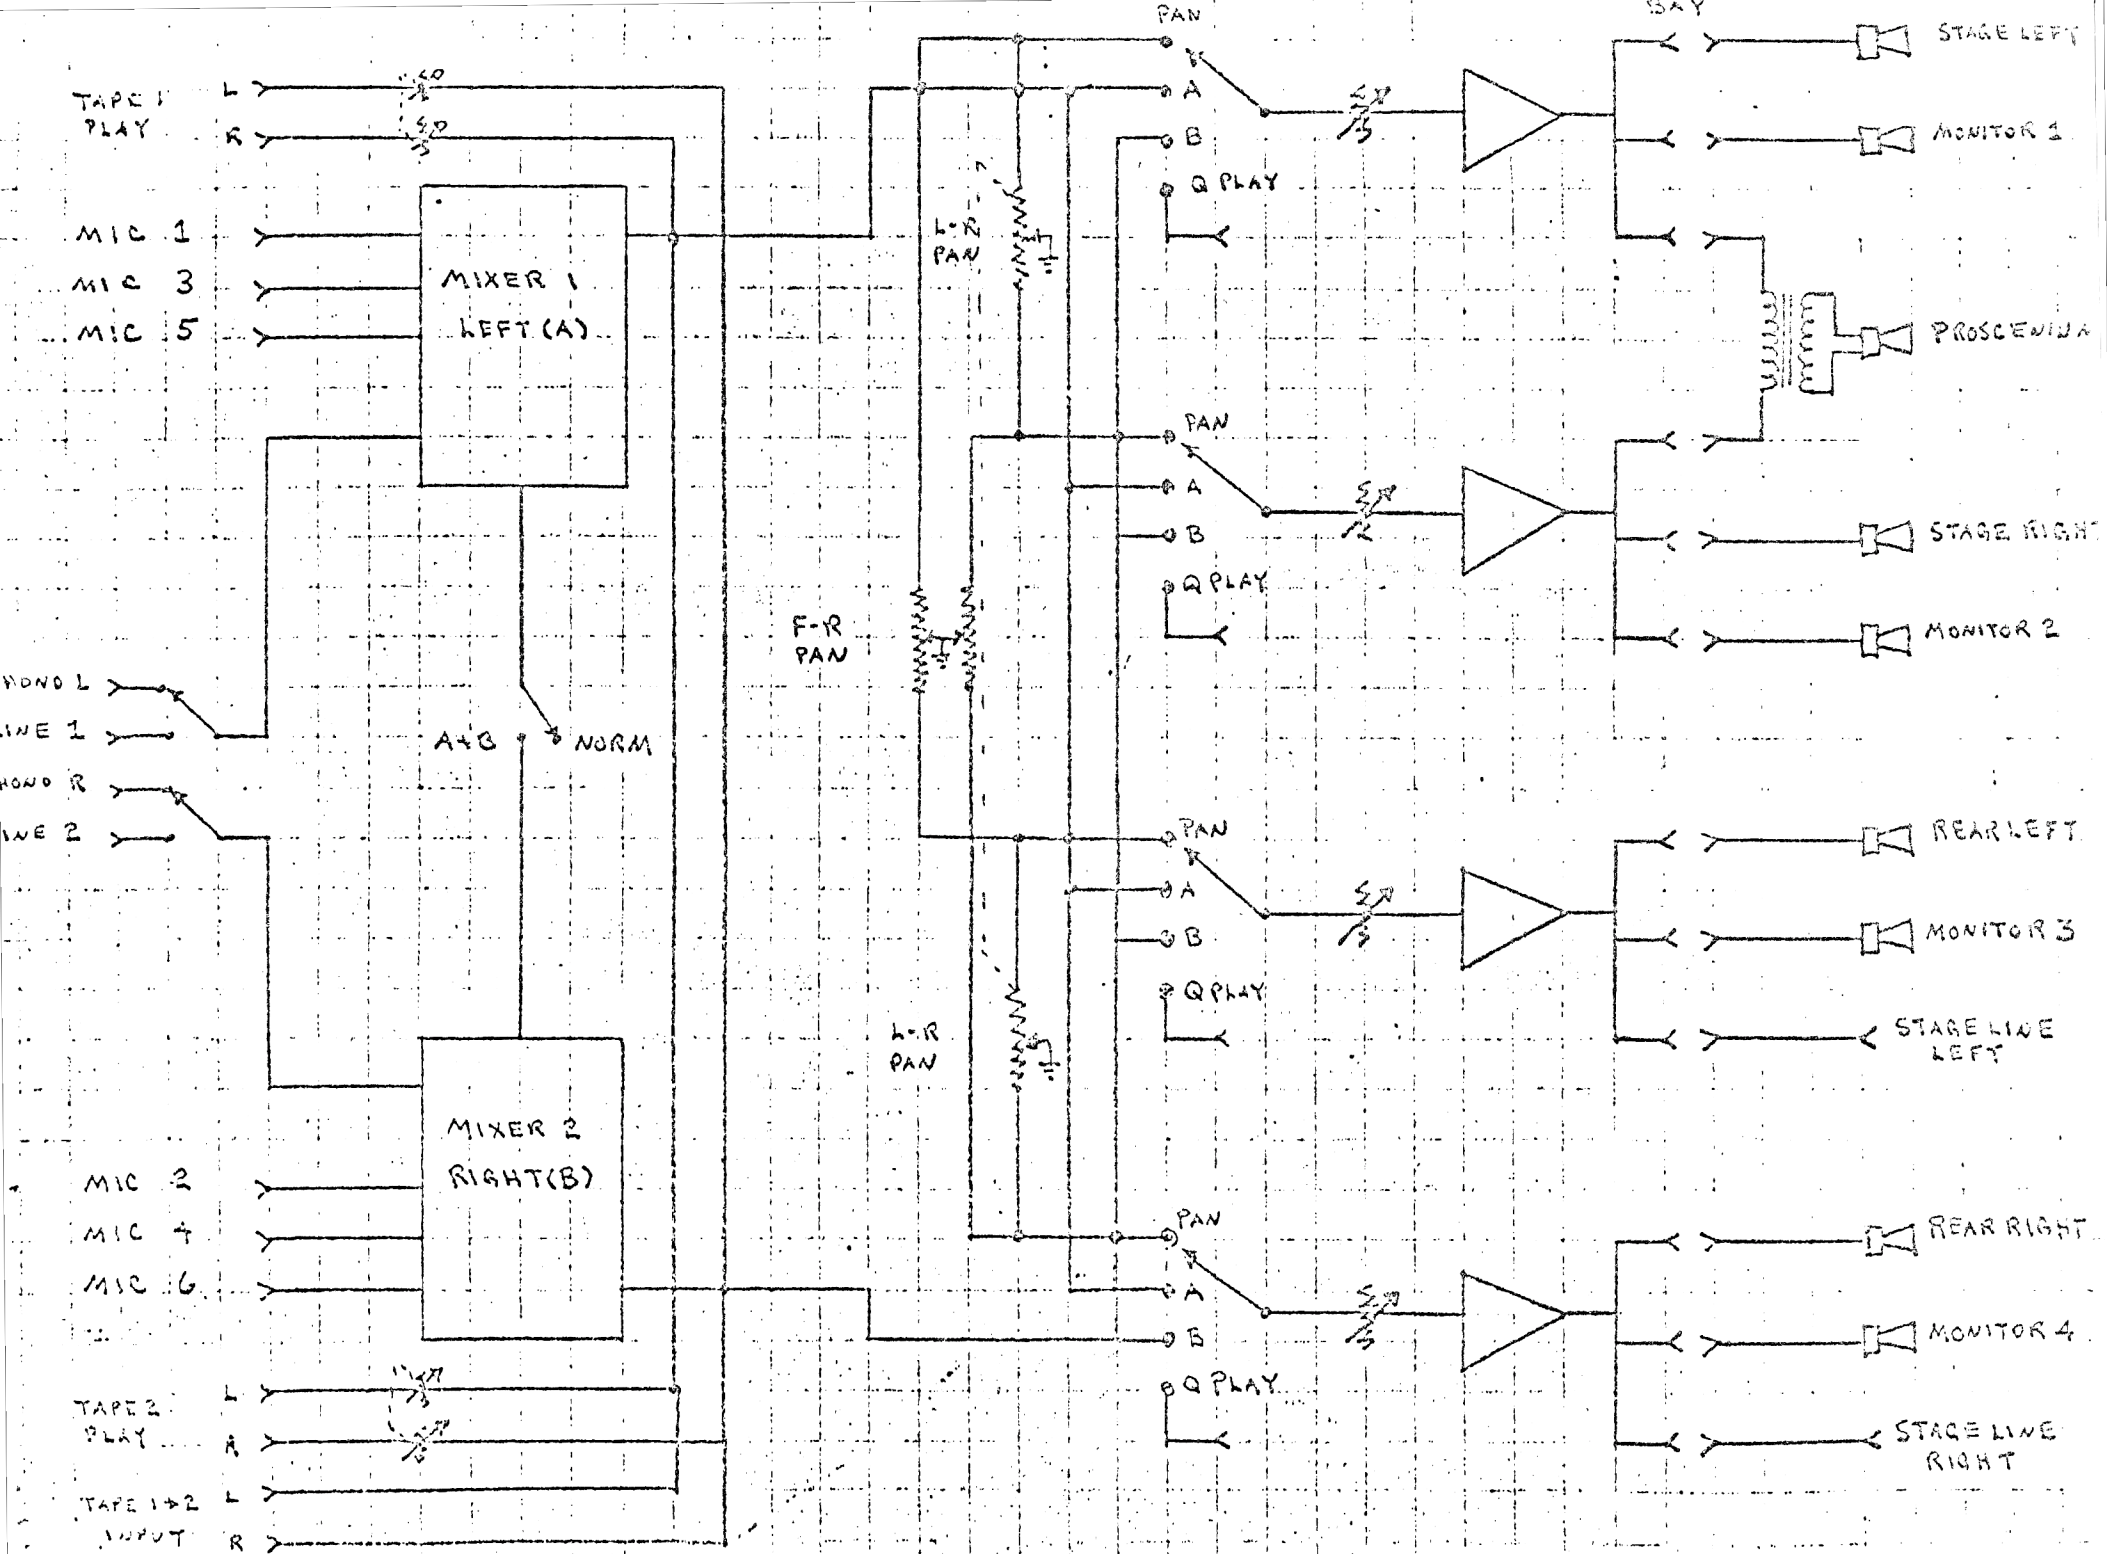 PAN
BAY
STAGE LEFT
TAPE 1
PLAY
L
R
A
B
Q PLAY
MONITOR 1
MIC 1
MIC 3
MIC 5
MIXER 1
LEFT (A)
L-R
PAN
PROSCENIUM
PAN
A
B
Q PLAY
STAGE RIGHT
MONITOR 2
F-R
PAN
HONO L
LINE 1
HONO R
LINE 2
A+B
NORM
PAN
A
B
Q PLAY
REAR LEFT
MONITOR 3
STAGE LINE
LEFT
L-R
PAN
MIXER 2
RIGHT (B)
MIC 2
MIC 4
MIC 6
PAN
A
B
Q PLAY
REAR RIGHT
MONITOR 4
STAGE LINE
RIGHT
TAPE 2
PLAY
L
R
TAPE 1+2
INPUT
L
R